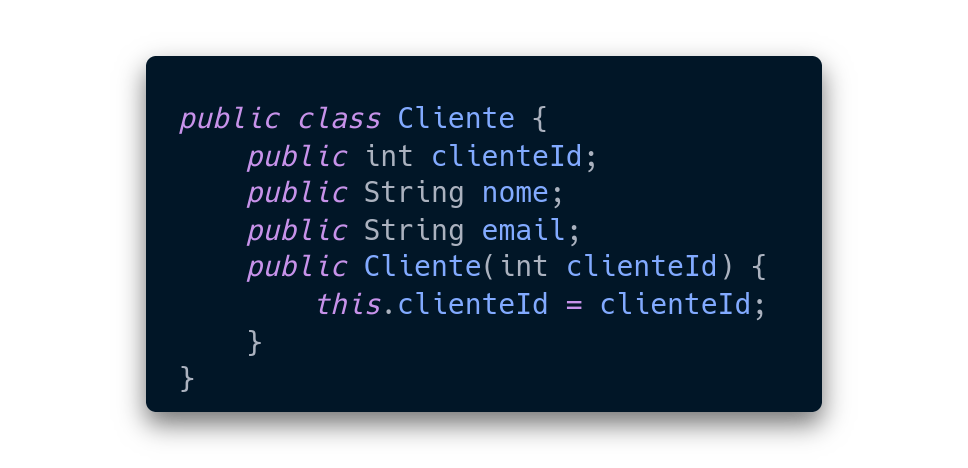 public class Cliente {
    public int clienteId;
    public String nome;
    public String email;
    public Cliente(int clienteId) {
        this.clienteId = clienteId;
    }
}